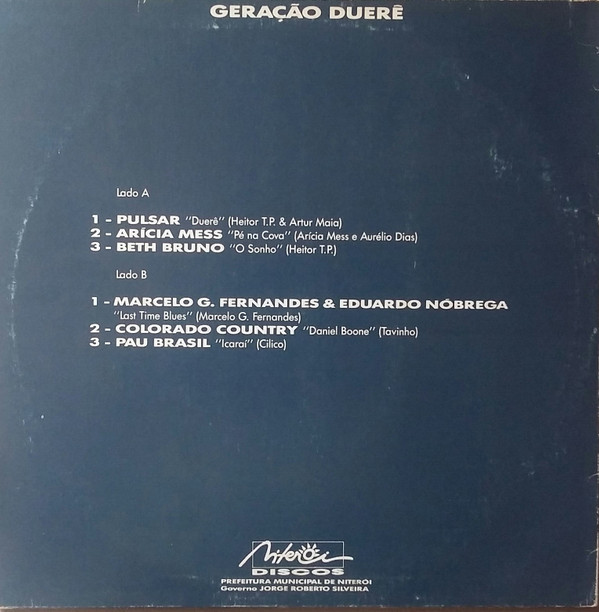 GERAÇÃO DUERÊ
Lado A
1 - PULSAR "Duerê" (Heitor T.P. & Artur Maia)
2 - ARÍCIA MESS "Pé na Cova" (Arícia Mess e Aurélio Dias)
3 - BETH BRUNO "O Sonho" (Heitor T.P.)
Lado B
1 - MARCELO G. FERNANDES & EDUARDO NÓBREGA
"Last Time Blues" (Marcelo G. Fernandes)
2 - COLORADO COUNTRY "Daniel Boone" (Tavinho)
3 - PAU BRASIL "Icaraí" (Cilico)
Niterói
DISCOS
PREFEITURA MUNICIPAL DE NITEROI
Governo JORGE ROBERTO SILVEIRA